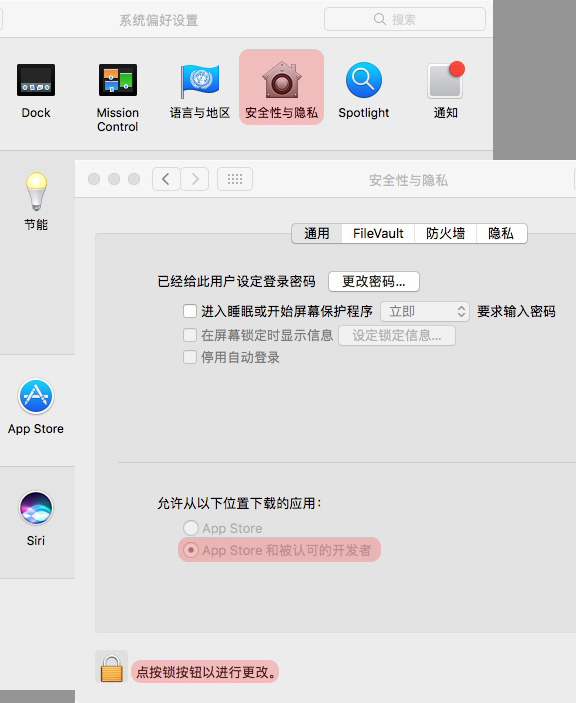 系统偏好设置
搜索
Dock
Mission
Control
语言与地区
安全性与隐私
Spotlight
通知
节能
App Store
Siri
安全性与隐私
通用
FileVault
防火墙
隐私
已经给此用户设定登录密码
更改密码...
进入睡眠或开始屏幕保护程序 立即 要求输入密码
在屏幕锁定时显示信息 设定锁定信息...
停用自动登录
允许从以下位置下载的应用：
App Store
App Store 和被认可的开发者
点按锁按钮以进行更改。